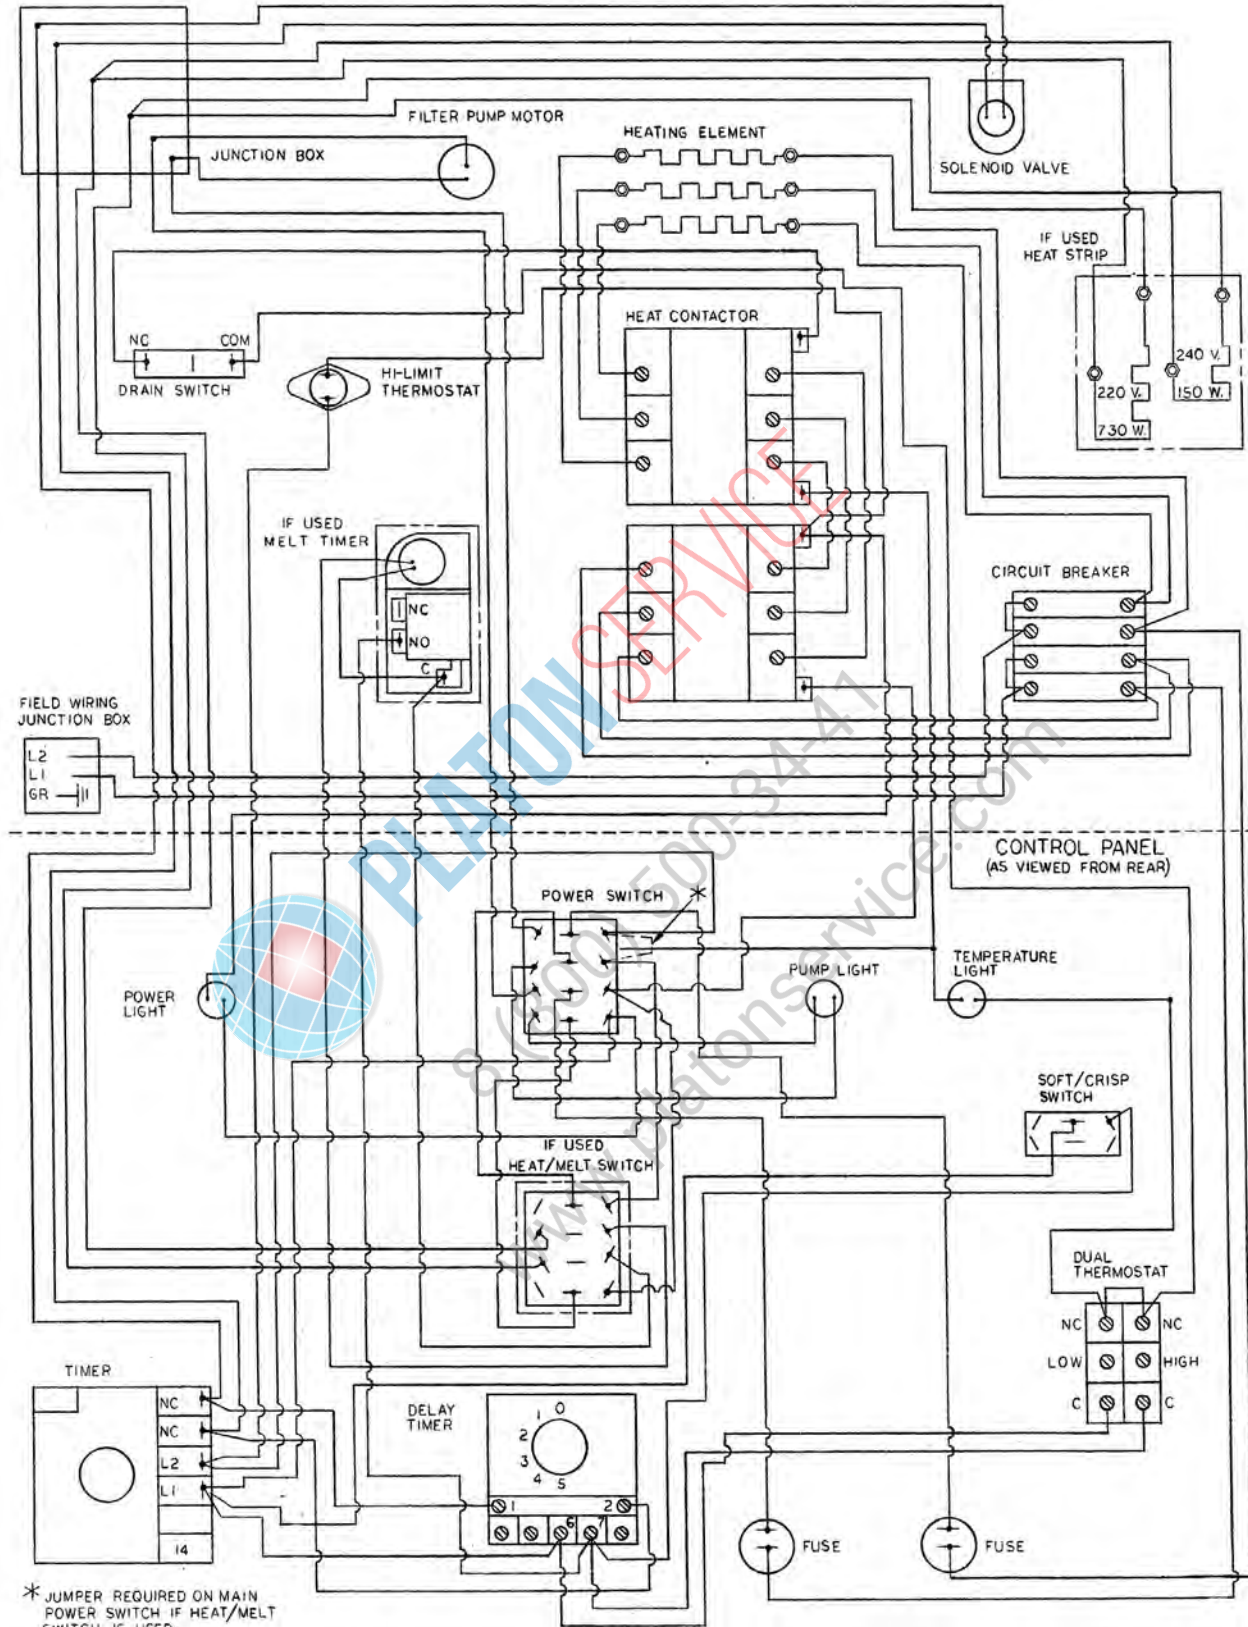 FILTER PUMP MOTOR
JUNCTION BOX
HEATING ELEMENT
SOLENOID VALVE
IF USED
HEAT STRIP
240 V.
150 W.
220 V.
730 W.
NC
COM
DRAIN SWITCH
HI-LIMIT
THERMOSTAT
HEAT CONTACTOR
IF USED
MELT TIMER
NC
NO
C
CIRCUIT BREAKER
FIELD WIRING
JUNCTION BOX
L2
L1
GR
CONTROL PANEL
(AS VIEWED FROM REAR)
POWER SWITCH *
PUMP LIGHT
TEMPERATURE
LIGHT
POWER
LIGHT
SOFT/CRISP
SWITCH
IF USED
HEAT/MELT SWITCH
DUAL
THERMOSTAT
NC
NC
LOW
HIGH
C
C
TIMER
NC
NC
L2
L1
14
DELAY
TIMER
0
1
2
3
4
5
1
2
6
7
FUSE
FUSE
* JUMPER REQUIRED ON MAIN
POWER SWITCH IF HEAT/MELT
SWITCH IS USED
PLATONSERVICE
8 (800) 500-34-41
www.platonservice.com